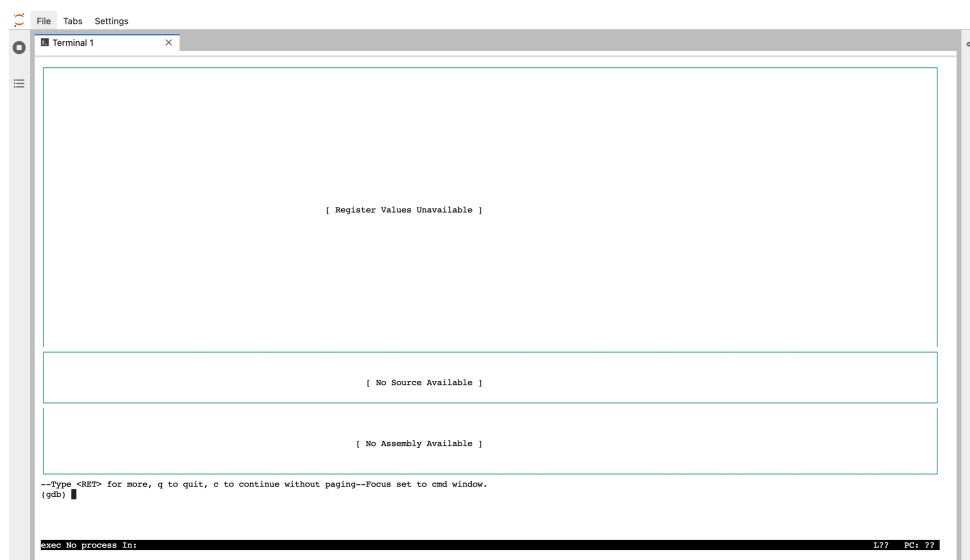 File Tabs Settings
Terminal 1
[ Register Values Unavailable ]
[ No Source Available ]
[ No Assembly Available ]
--Type <RET> for more, q to quit, c to continue without paging--Focus set to cmd window.
(gdb)
exec No process In: L?? PC: ??